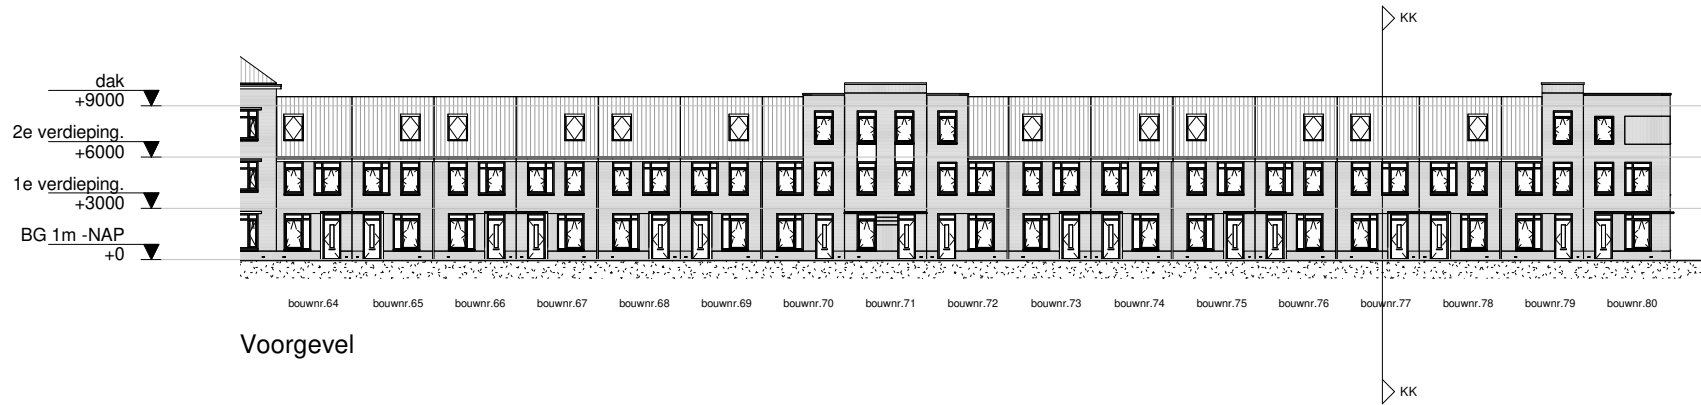 KK
dak
+9000
2e verdieping.
+6000
1e verdieping.
+3000
BG 1m -NAP
+0
bouwnr.64 bouwnr.65 bouwnr.66 bouwnr.67 bouwnr.68 bouwnr.69 bouwnr.70 bouwnr.71 bouwnr.72 bouwnr.73 bouwnr.74 bouwnr.75 bouwnr.76 bouwnr.77 bouwnr.78 bouwnr.79 bouwnr.80
Voorgevel
KK